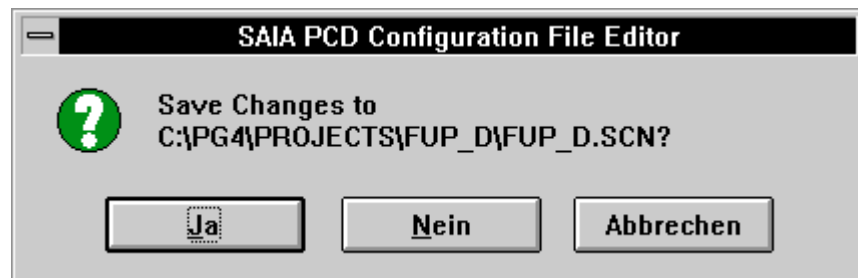 SAIA PCD Configuration File Editor
Save Changes to
C:\PG4\PROJECTS\FUP_D\FUP_D.SCN?
Ja
Nein
Abbrechen